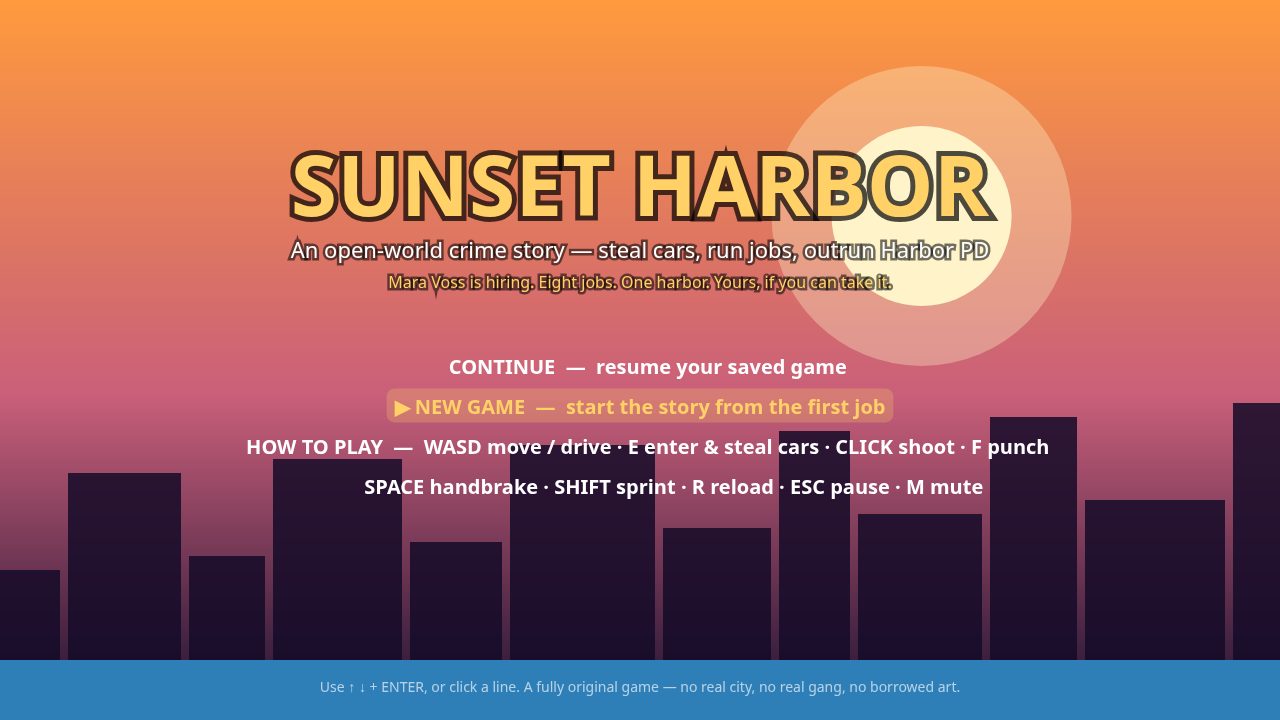 SUNSET HARBOR
An open-world crime story — steal cars, run jobs, outrun Harbor PD
Mara Voss is hiring. Eight jobs. One harbor. Yours, if you can take it.
CONTINUE — resume your saved game
▶ NEW GAME — start the story from the first job
HOW TO PLAY — WASD move / drive · E enter & steal cars · CLICK shoot · F punch
SPACE handbrake · SHIFT sprint · R reload · ESC pause · M mute
Use ↑ ↓ + ENTER, or click a line. A fully original game — no real city, no real gang, no borrowed art.